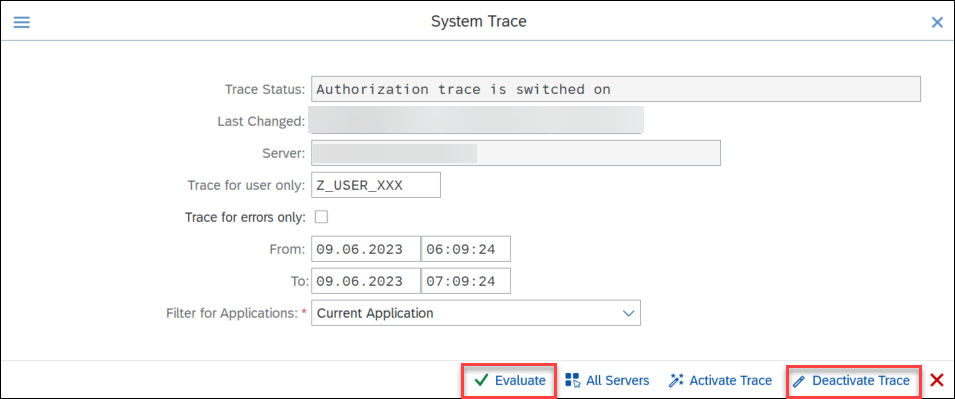 System Trace
Trace Status: Authorization trace is switched on
Last Changed:
Server:
Trace for user only: Z_USER_XXX
Trace for errors only:
From: 09.06.2023 06:09:24
To: 09.06.2023 07:09:24
Filter for Applications: * Current Application
Evaluate All Servers Activate Trace Deactivate Trace